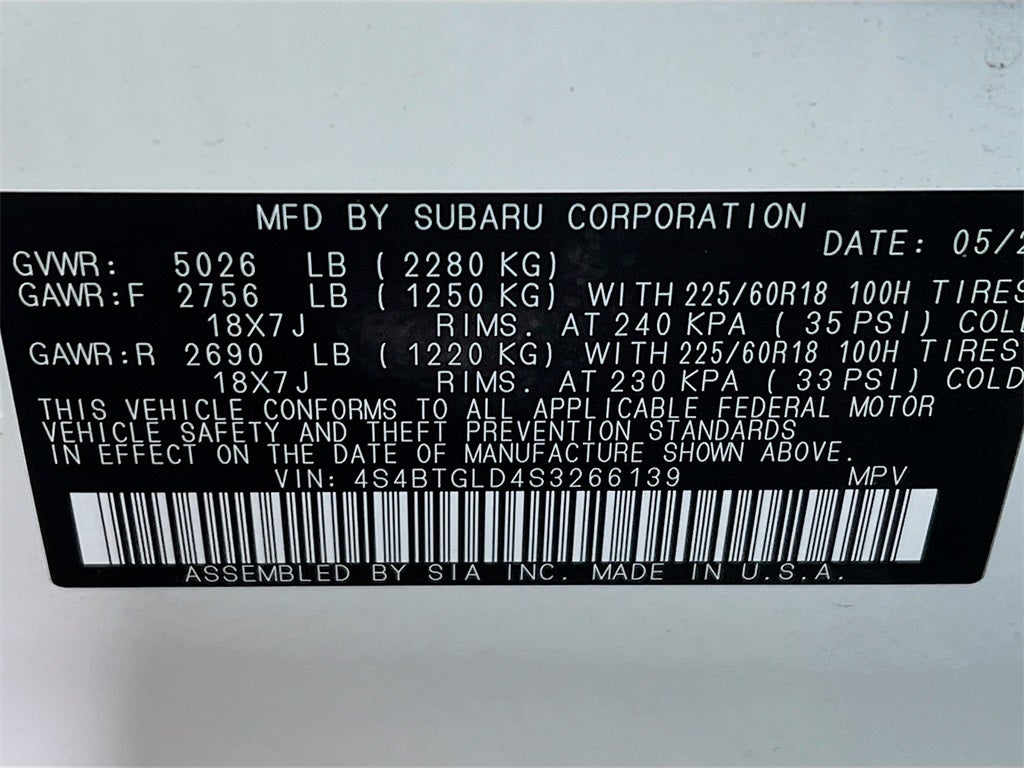 MFD BY SUBARU CORPORATION
DATE: 05/2
GVWR: 5026 LB ( 2280 KG)
GAWR:F 2756 LB ( 1250 KG) WITH 225/60R18 100H TIRES
18X7J RIMS. AT 240 KPA ( 35 PSI) COLD
GAWR:R 2690 LB ( 1220 KG) WITH 225/60R18 100H TIRES
18X7J RIMS. AT 230 KPA ( 33 PSI) COLD
THIS VEHICLE CONFORMS TO ALL APPLICABLE FEDERAL MOTOR
VEHICLE SAFETY AND THEFT PREVENTION STANDARDS
IN EFFECT ON THE DATE OF MANUFACTURE SHOWN ABOVE.
VIN: 4S4BTGLD4S3266139 MPV
ASSEMBLED BY SIA INC. MADE IN U.S.A.